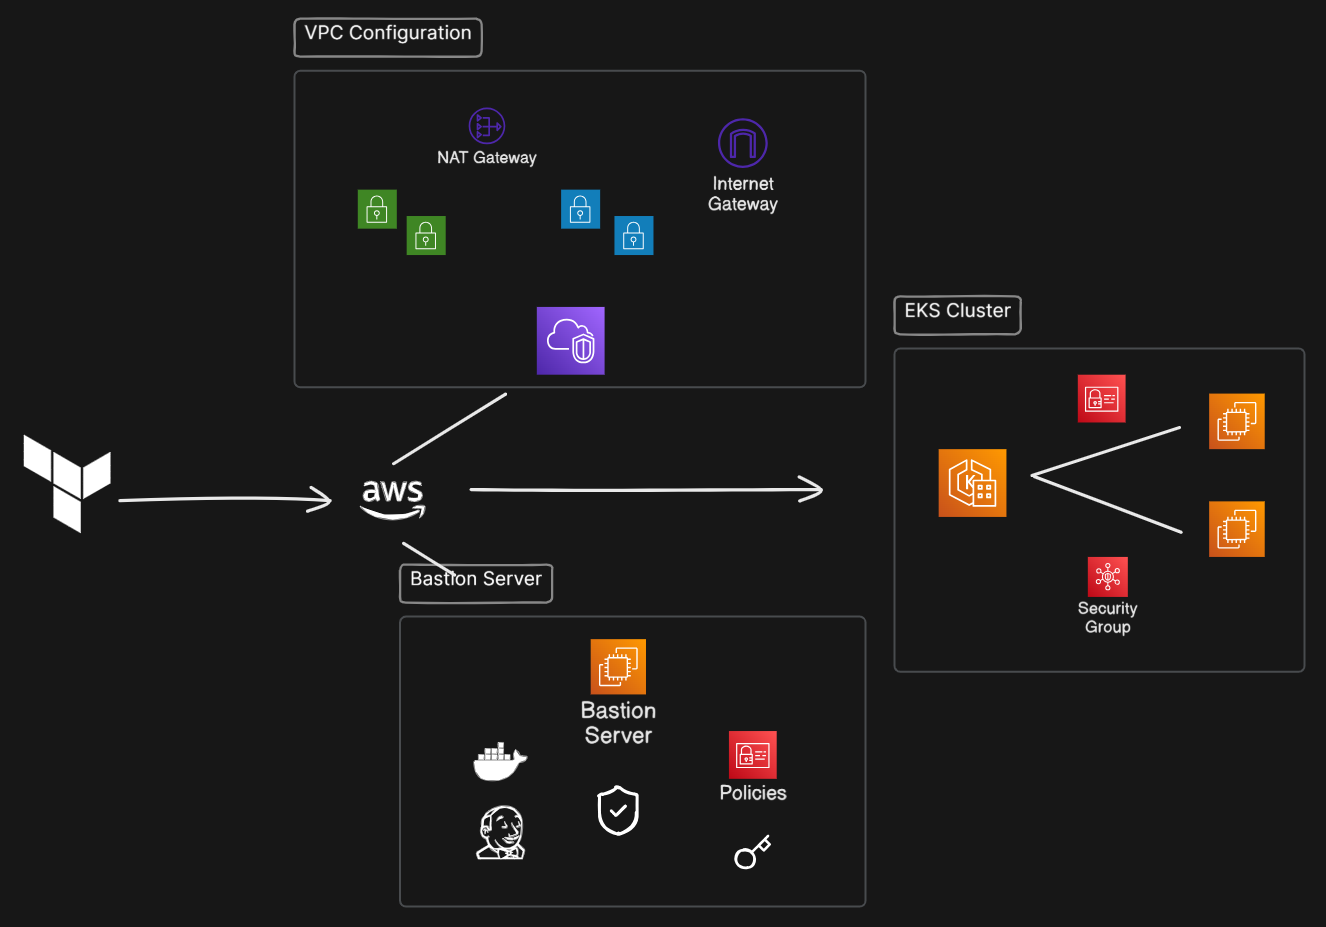 VPC Configuration
NAT Gateway
Internet
Gateway
EKS Cluster
aws
K
Security
Group
Bastion Server
Bastion
Server
Policies